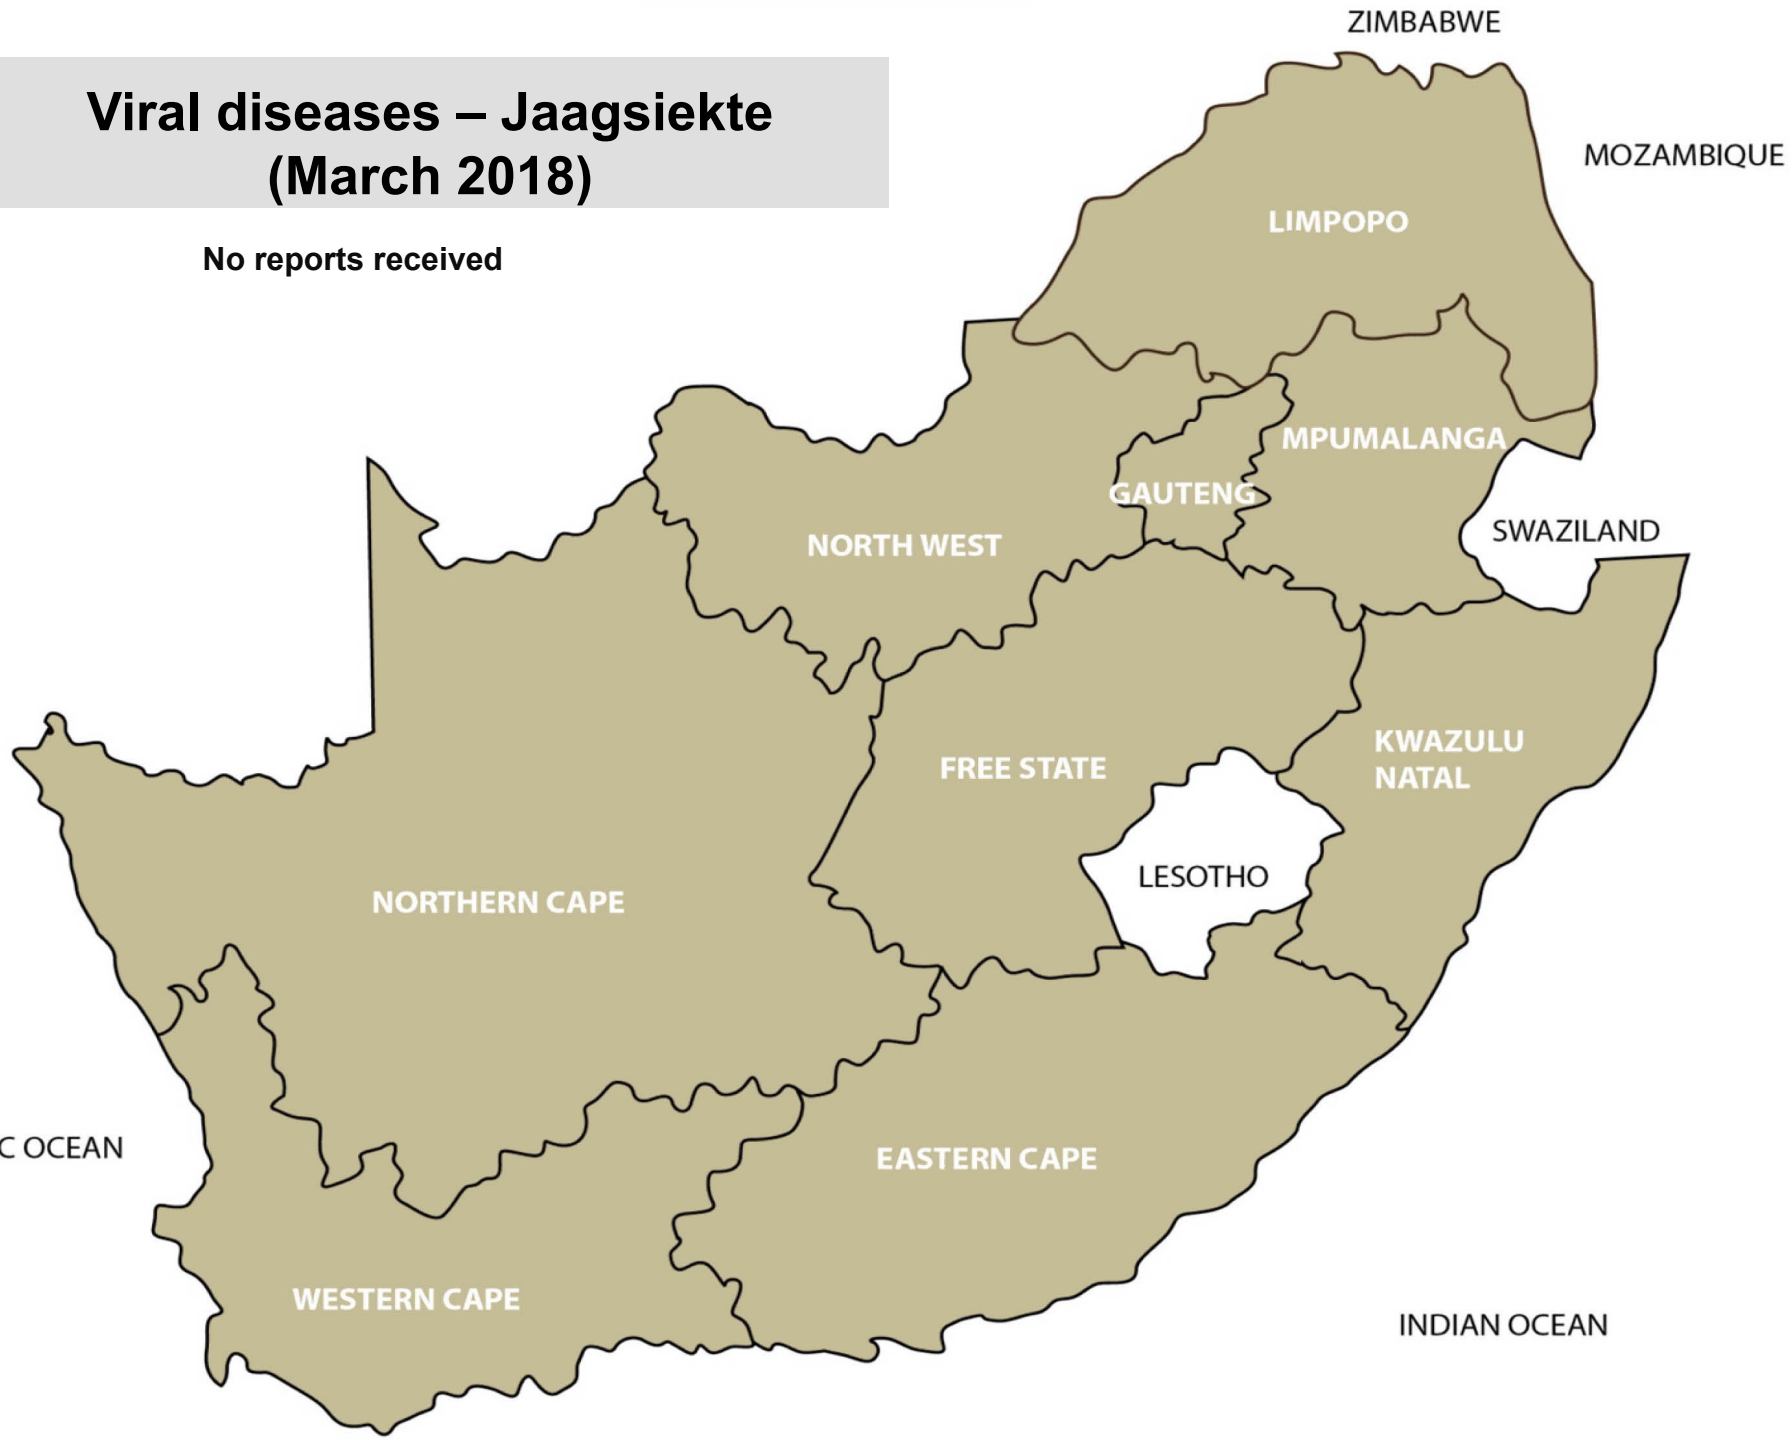 ZIMBABWE
Viral diseases – Jaagsiekte
(March 2018)
MOZAMBIQUE
LIMPOPO
No reports received
MPUMALANGA
GAUTENG
SWAZILAND
NORTH WEST
KWAZULU
NATAL
FREE STATE
LESOTHO
NORTHERN CAPE
C OCEAN
EASTERN CAPE
WESTERN CAPE
INDIAN OCEAN